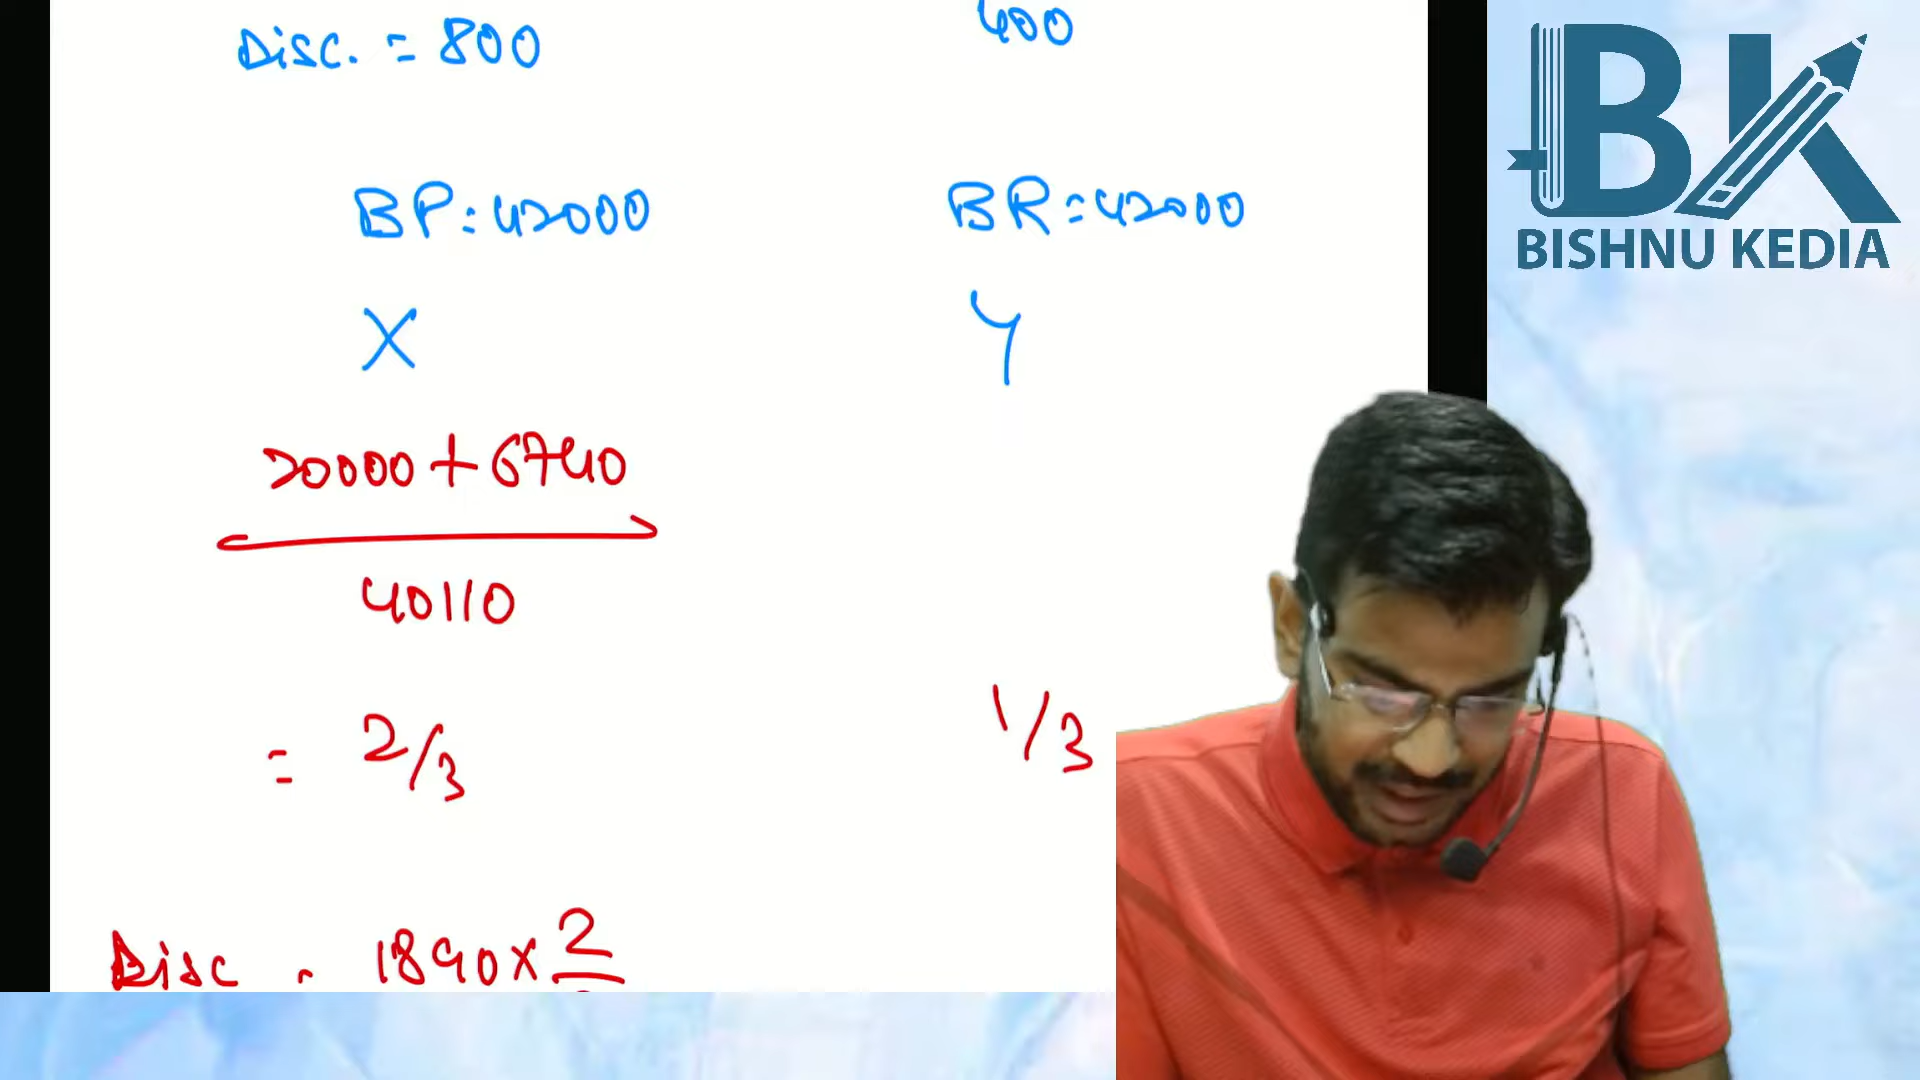 Disc. = 800 400
BP = 42000 BR = 42000
X Y
20000 + 6740
40110
= 2/3 1/3
Disc = 1890 x 2
BK
BISHNU KEDIA